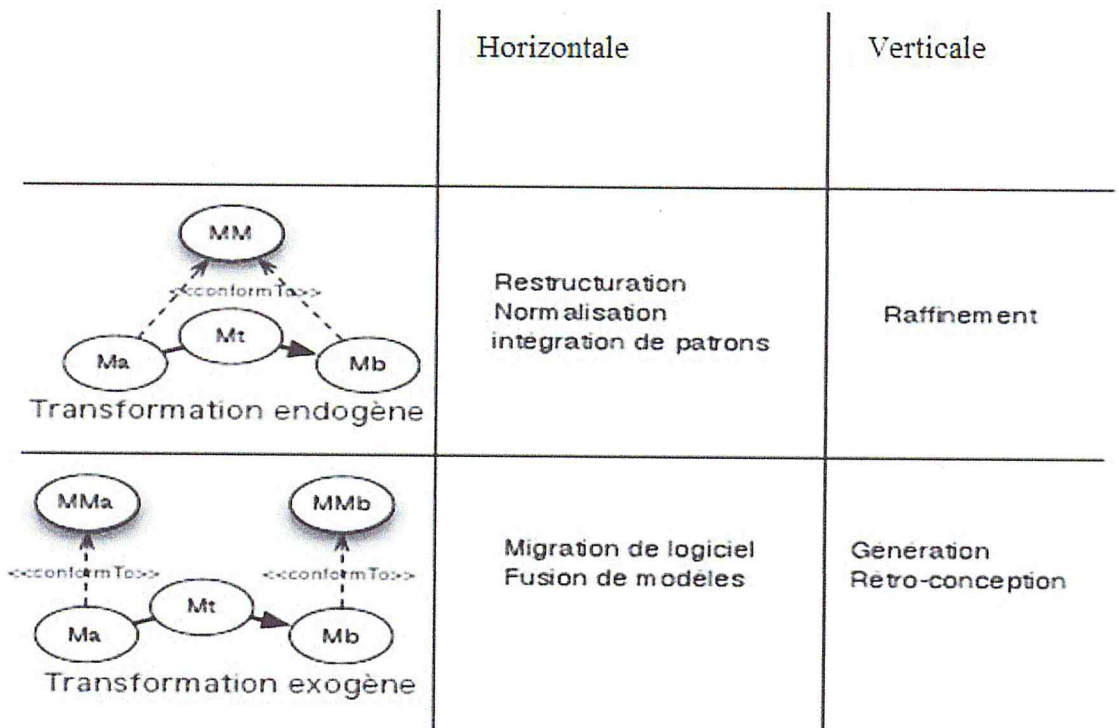 Horizontale
Verticale
MM
<<conformTo>>
Mt
Ma
Mb
Transformation endogène
Restructuration
Normalisation
intégration de patrons
Raffinement
MMa
MMb
<<conformTo>>
<<conformTo>>
Mt
Ma
Mb
Transformation exogène
Migration de logiciel
Fusion de modèles
Génération
Rétro-conception